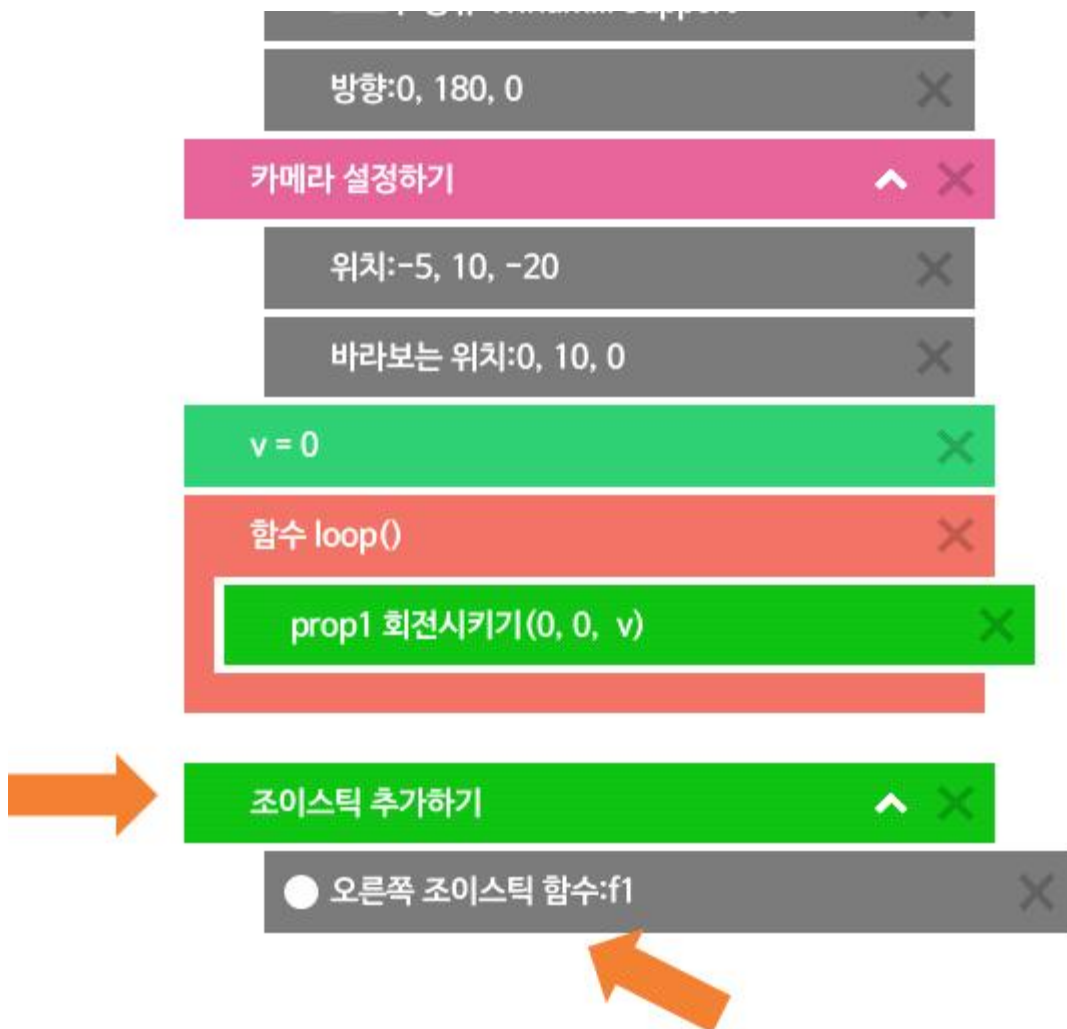 방향:0, 180, 0
카메라 설정하기
위치:-5, 10, -20
바라보는 위치:0, 10, 0
v = 0
함수 loop()
prop1 회전시키기(0, 0,  v)
조이스틱 추가하기
오른쪽 조이스틱 함수:f1